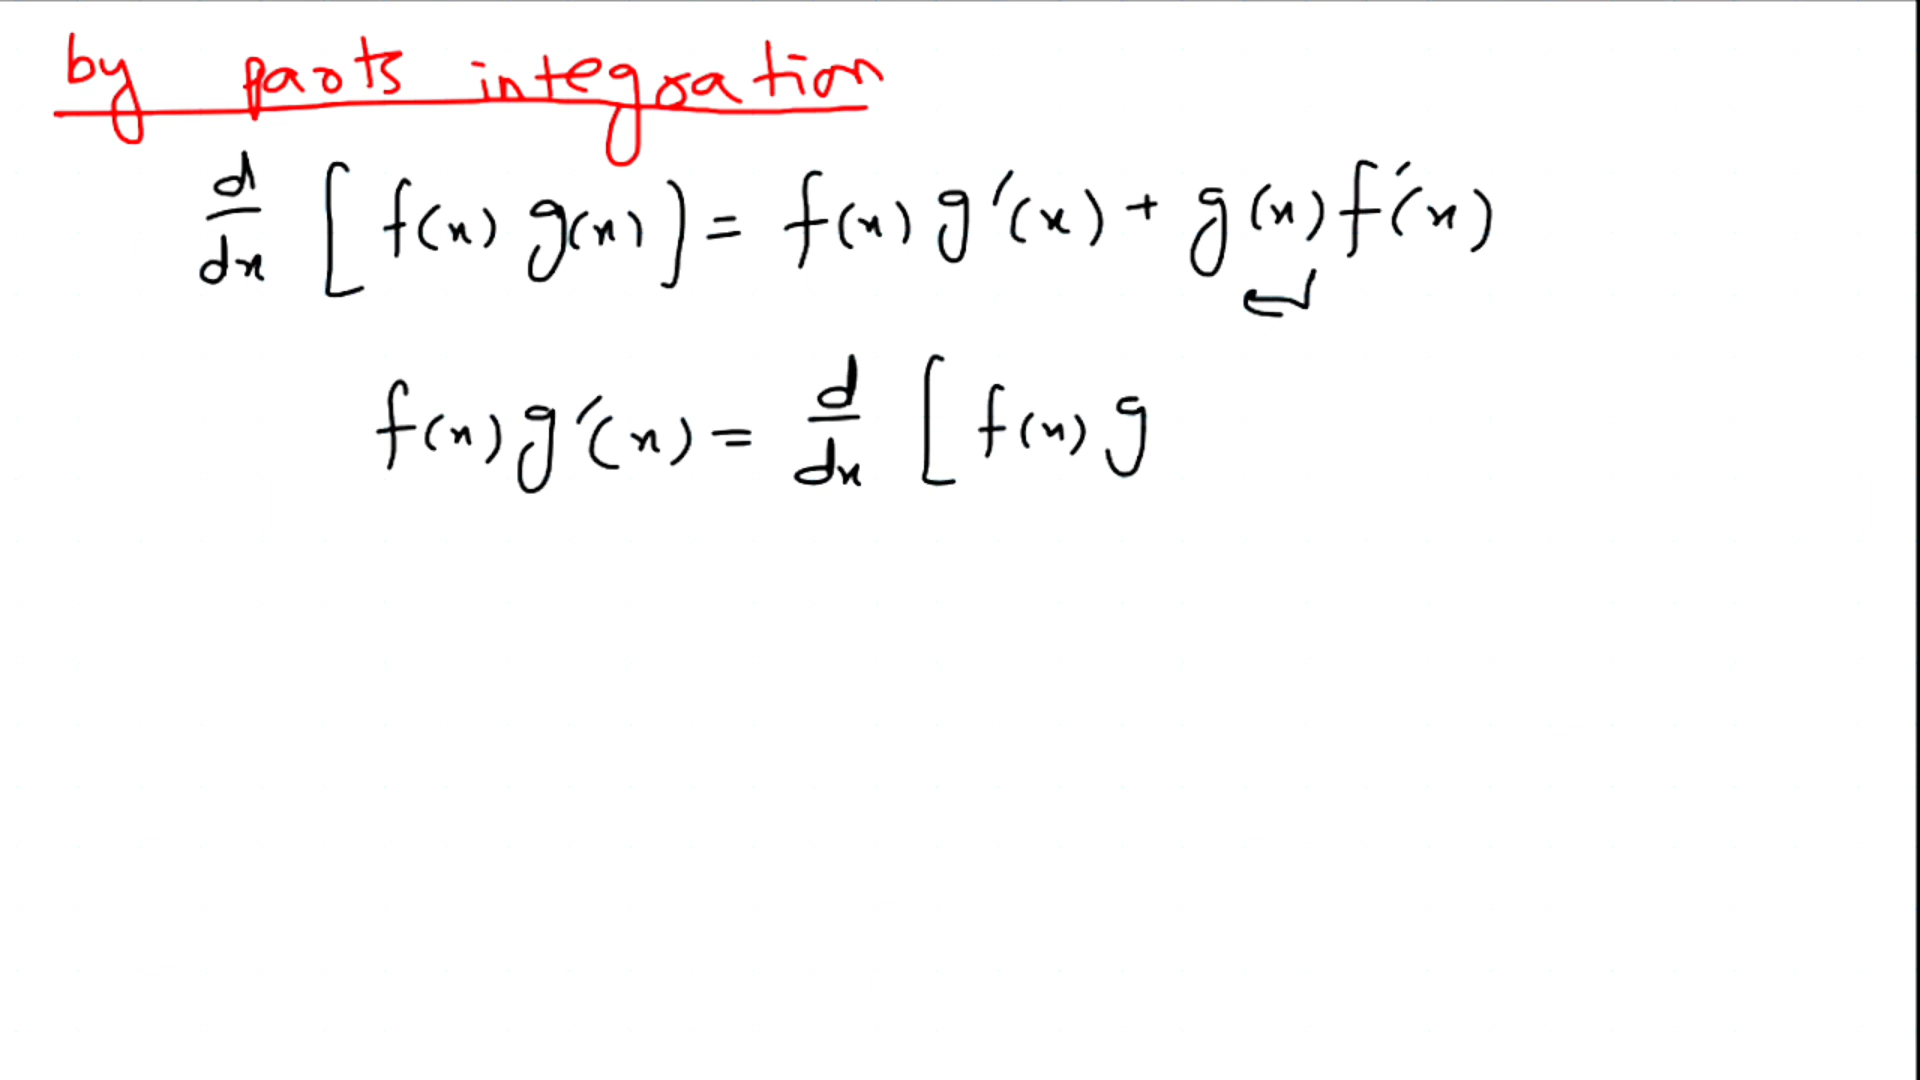 by parts integration
d/dx [f(x) g(x)] = f(x) g'(x) + g(x) f'(x)
f(x) g'(x) = d/dx [f(x) g